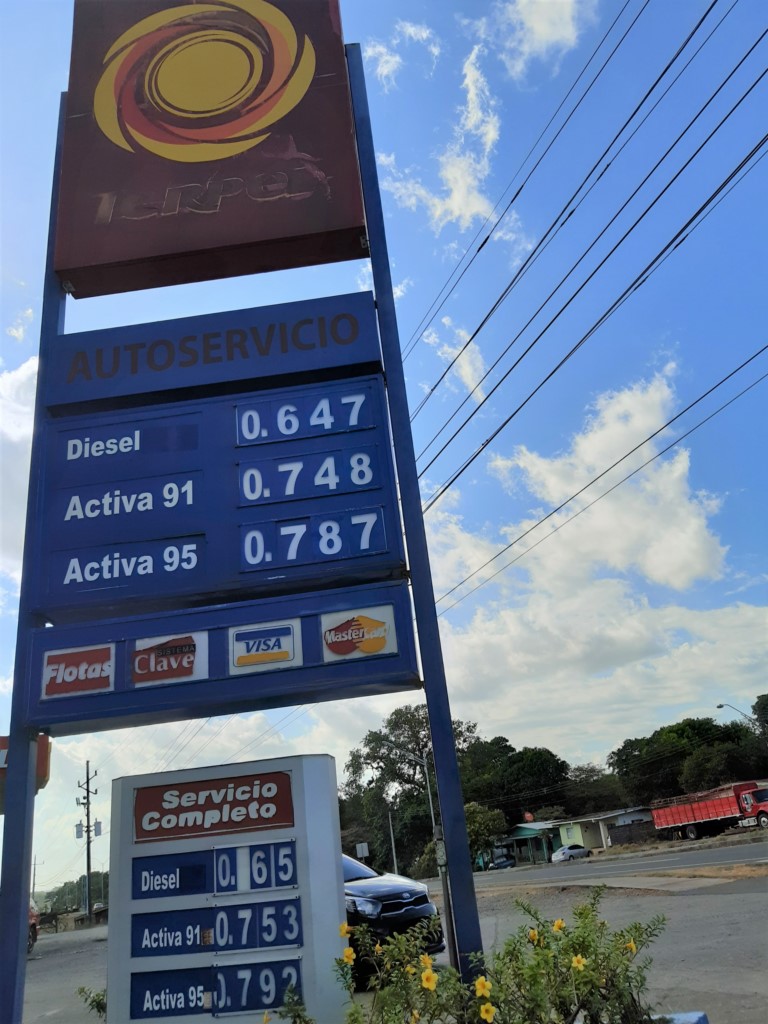 Terpel
AUTOSERVICIO
Diesel 0.647
Activa 91 0.748
Activa 95 0.787
Flotas SISTEMA Clave VISA MasterCard
Servicio
Completo
Diesel 0.65
Activa 91 0.753
Activa 95 0.792